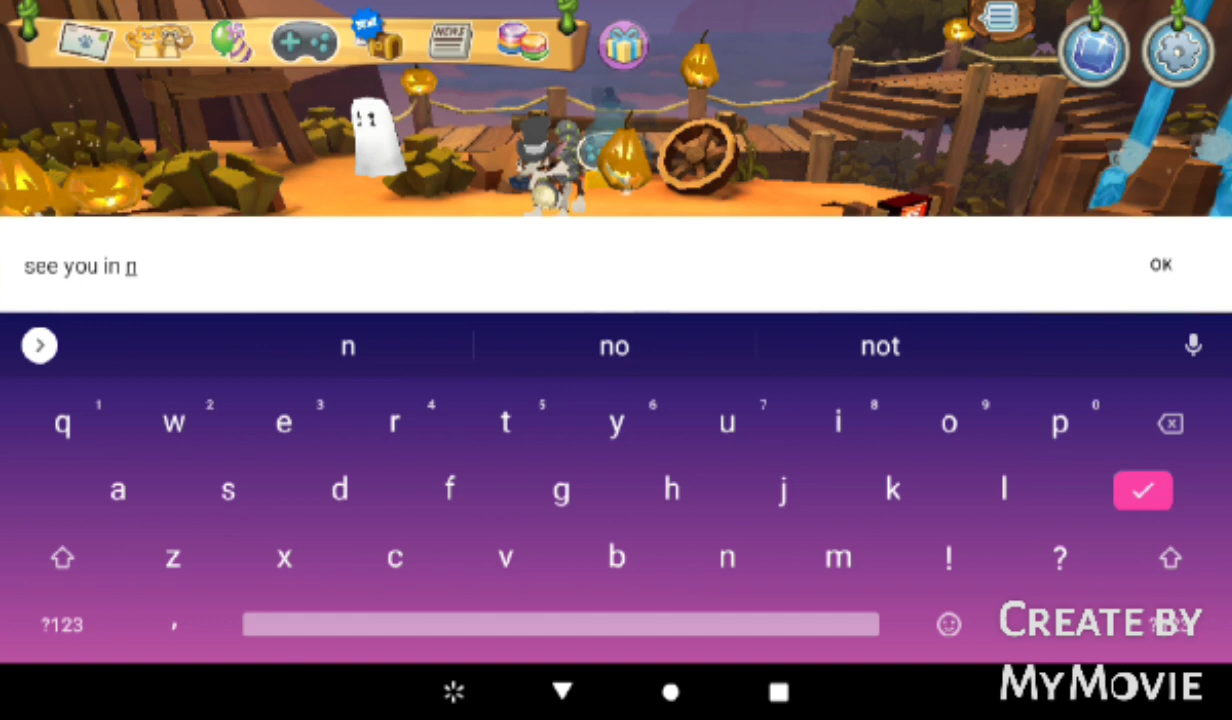 NEWS
see you in n
OK
n no not
1 2 3 4 5 6 7 8 9 0
q w e r t y u i o p
a s d f g h j k l
z x c v b n m ! ?
?123 ,
CREATE BY
MYMOVIE